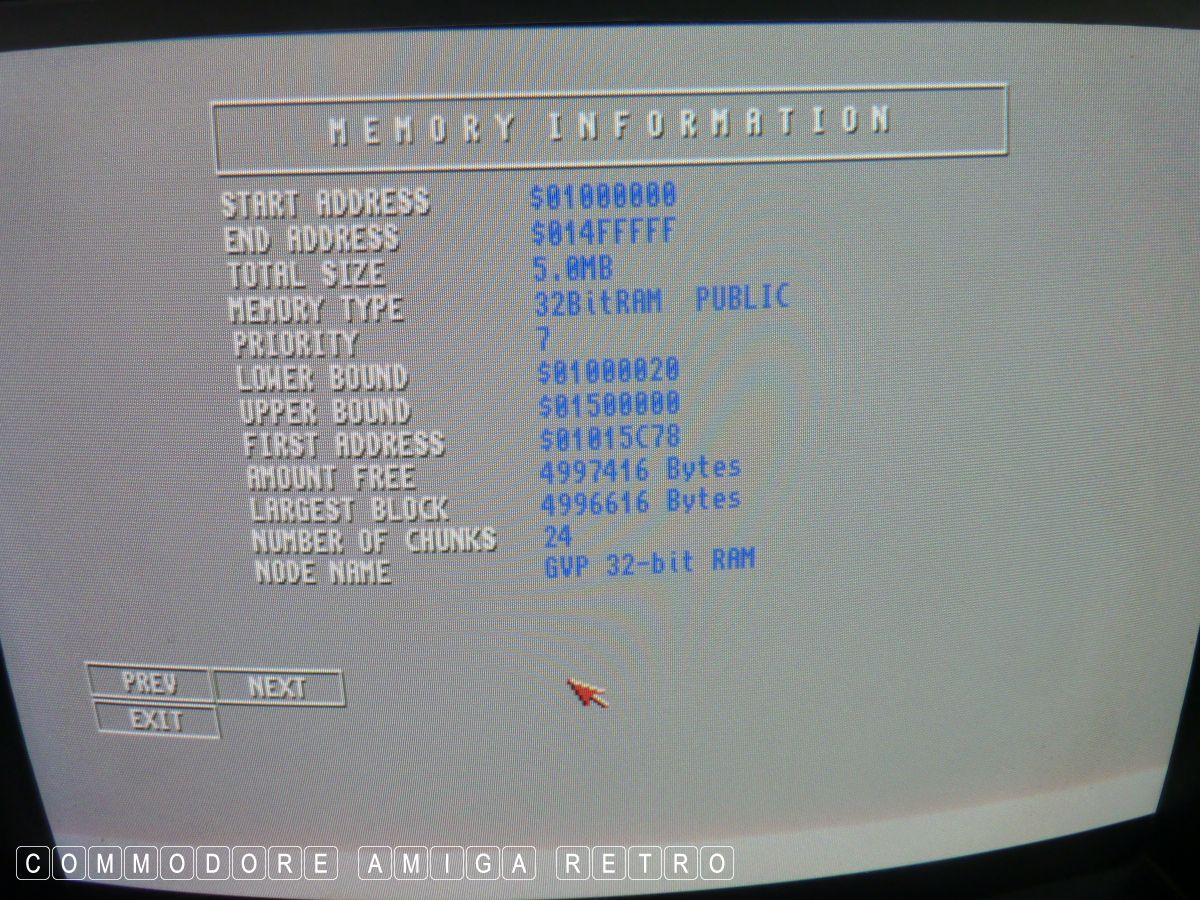 MEMORY INFORMATION
START ADDRESS $01000000
END ADDRESS $014FFFFF
TOTAL SIZE 5.0MB
MEMORY TYPE 32BitRAM PUBLIC
PRIORITY 7
LOWER BOUND $01000020
UPPER BOUND $01500000
FIRST ADDRESS $01015C78
AMOUNT FREE 4997416 Bytes
LARGEST BLOCK 4996616 Bytes
NUMBER OF CHUNKS 24
NODE NAME GVP 32-bit RAM
PREV NEXT
EXIT
COMMODORE AMIGA RETRO